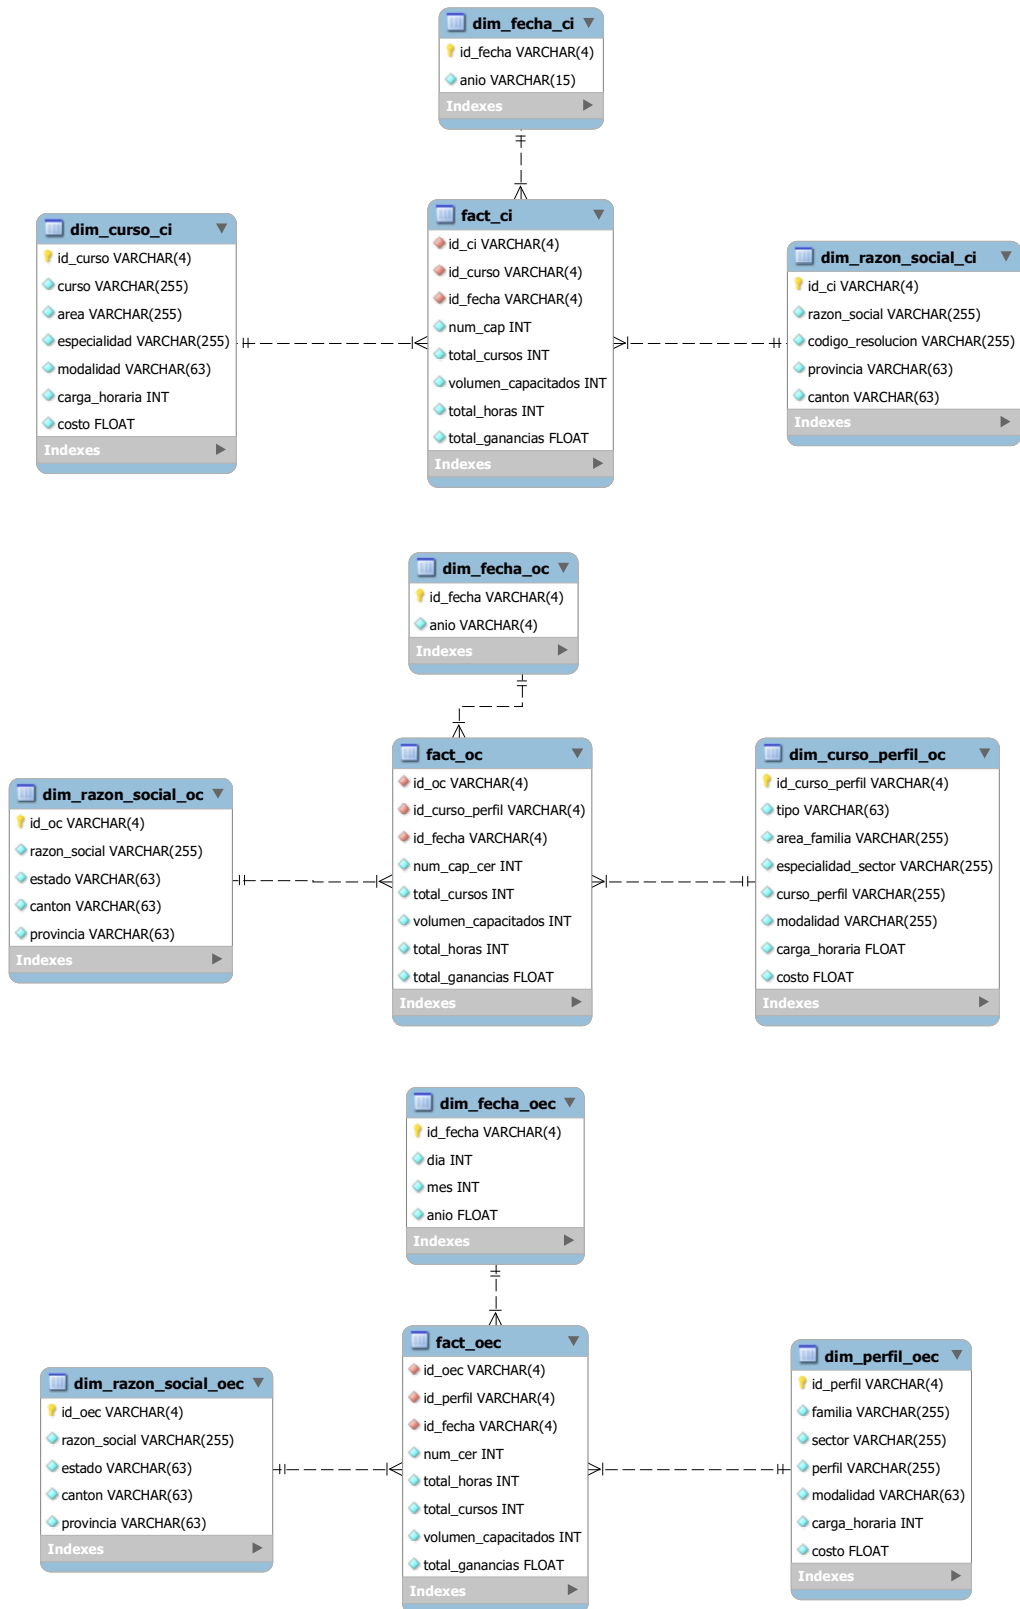 dim_fecha_ci
id_fecha VARCHAR(4)
anio VARCHAR(15)
Indexes
dim_curso_ci
id_curso VARCHAR(4)
curso VARCHAR(255)
area VARCHAR(255)
especialidad VARCHAR(255)
modalidad VARCHAR(63)
carga_horaria INT
costo FLOAT
Indexes
fact_ci
id_ci VARCHAR(4)
id_curso VARCHAR(4)
id_fecha VARCHAR(4)
num_cap INT
total_cursos INT
volumen_capacitados INT
total_horas INT
total_ganancias FLOAT
Indexes
dim_razon_social_ci
id_ci VARCHAR(4)
razon_social VARCHAR(255)
codigo_resolucion VARCHAR(255)
provincia VARCHAR(63)
canton VARCHAR(63)
Indexes
dim_fecha_oc
id_fecha VARCHAR(4)
anio VARCHAR(4)
Indexes
dim_razon_social_oc
id_oc VARCHAR(4)
razon_social VARCHAR(255)
estado VARCHAR(63)
canton VARCHAR(63)
provincia VARCHAR(63)
Indexes
fact_oc
id_oc VARCHAR(4)
id_curso_perfil VARCHAR(4)
id_fecha VARCHAR(4)
num_cap_cer INT
total_cursos INT
volumen_capacitados INT
total_horas INT
total_ganancias FLOAT
Indexes
dim_curso_perfil_oc
id_curso_perfil VARCHAR(4)
tipo VARCHAR(63)
area_familia VARCHAR(255)
especialidad_sector VARCHAR(255)
curso_perfil VARCHAR(255)
modalidad VARCHAR(255)
carga_horaria FLOAT
costo FLOAT
Indexes
dim_fecha_oec
id_fecha VARCHAR(4)
dia INT
mes INT
anio FLOAT
Indexes
dim_razon_social_oec
id_oec VARCHAR(4)
razon_social VARCHAR(255)
estado VARCHAR(63)
canton VARCHAR(63)
provincia VARCHAR(63)
Indexes
fact_oec
id_oec VARCHAR(4)
id_perfil VARCHAR(4)
id_fecha VARCHAR(4)
num_cer INT
total_horas INT
total_cursos INT
volumen_capacitados INT
total_ganancias FLOAT
Indexes
dim_perfil_oec
id_perfil VARCHAR(4)
familia VARCHAR(255)
sector VARCHAR(255)
perfil VARCHAR(255)
modalidad VARCHAR(63)
carga_horaria INT
costo FLOAT
Indexes